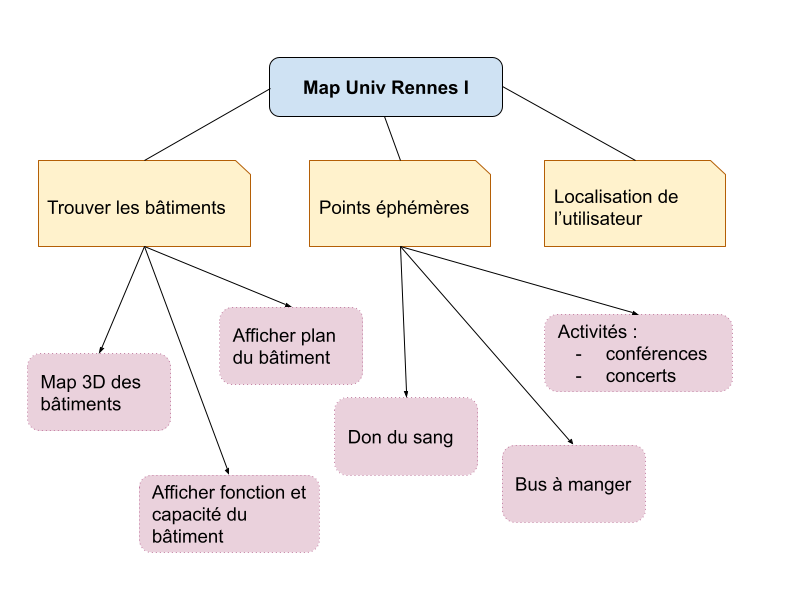 Map Univ Rennes I
Trouver les bâtiments
Points éphémères
Localisation de
l'utilisateur
Afficher plan
du bâtiment
Activités :
- conférences
- concerts
Map 3D des
bâtiments
Don du sang
Bus à manger
Afficher fonction et
capacité du
bâtiment